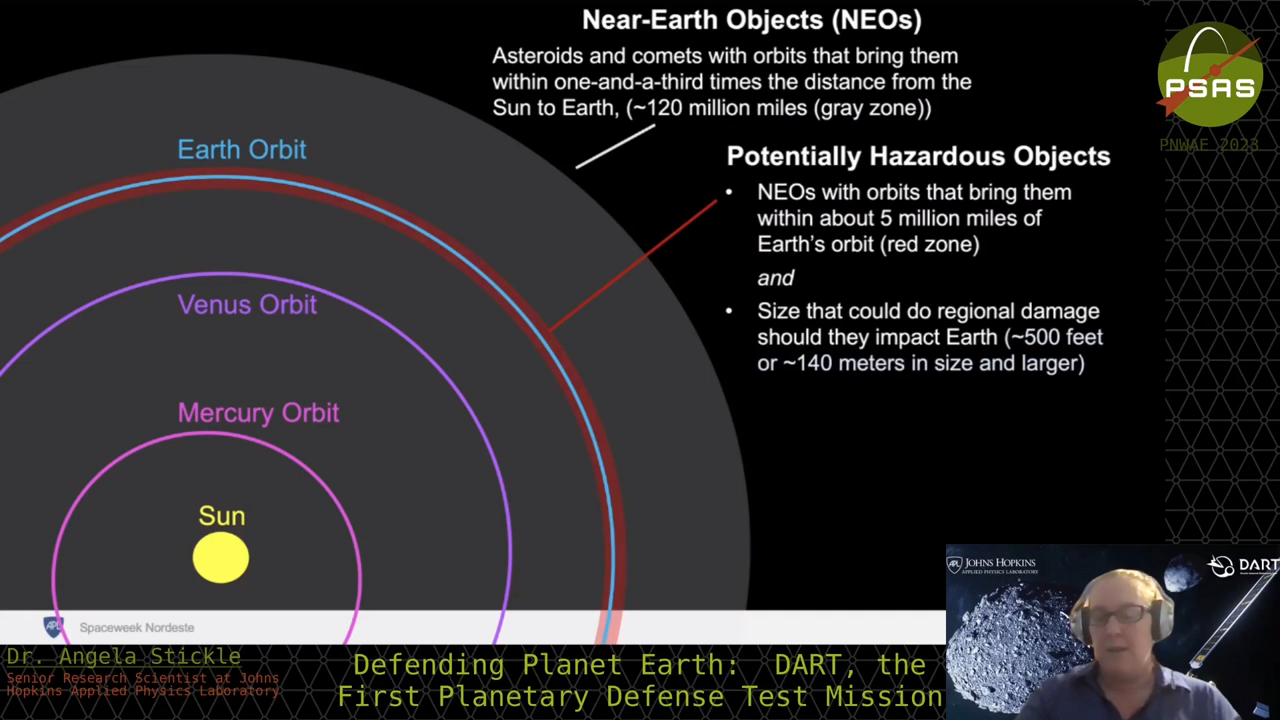 Near-Earth Objects (NEOs)
Asteroids and comets with orbits that bring them
within one-and-a-third times the distance from the
Sun to Earth, (~120 million miles (gray zone))
PSAS
PNWAE 2023
Earth Orbit
Potentially Hazardous Objects
• NEOs with orbits that bring them
within about 5 million miles of
Earth's orbit (red zone)
and
• Size that could do regional damage
should they impact Earth (~500 feet
or ~140 meters in size and larger)
Venus Orbit
Mercury Orbit
Sun
APL
Spaceweek Nordeste
APL
JOHNS HOPKINS
APPLIED PHYSICS LABORATORY
DART
Dr. Angela Stickle
Senior Research Scientist at Johns
Hopkins Applied Physics Laboratory
Defending Planet Earth: DART, the
First Planetary Defense Test Mission